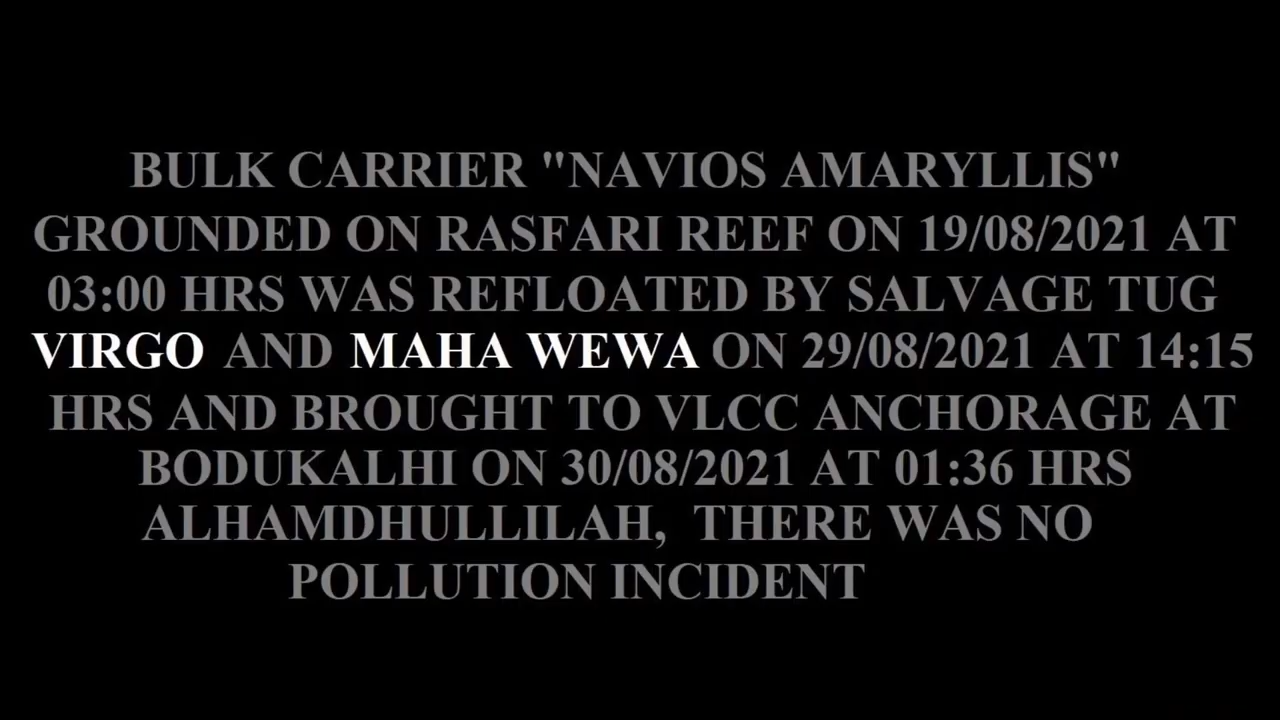 BULK CARRIER "NAVIOS AMARYLLIS"
GROUNDED ON RASFARI REEF ON 19/08/2021 AT
03:00 HRS WAS REFLOATED BY SALVAGE TUG
VIRGO AND MAHA WEWA ON 29/08/2021 AT 14:15
HRS AND BROUGHT TO VLCC ANCHORAGE AT
BODUKALHI ON 30/08/2021 AT 01:36 HRS
ALHAMDHULLILAH, THERE WAS NO
POLLUTION INCIDENT